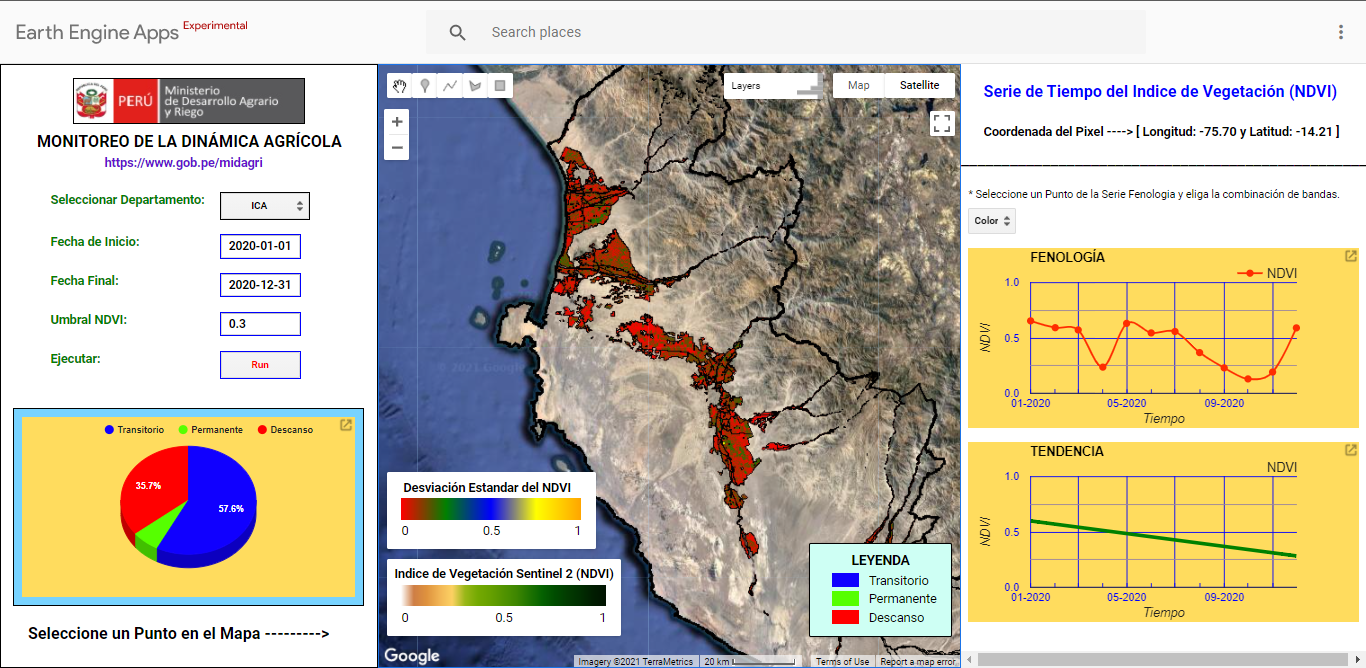 Earth Engine Apps Experimental
Search places
PERÚ
Ministerio
de Desarrollo Agrario
y Riego
MONITOREO DE LA DINÁMICA AGRÍCOLA
https://www.gob.pe/midagri
Seleccionar Departamento: ICA
Fecha de Inicio: 2020-01-01
Fecha Final: 2020-12-31
Umbral NDVI: 0.3
Ejecutar: Run
Transitorio Permanente Descanso
35.7%
57.6%
Seleccione un Punto en el Mapa --------->
Layers
Map Satellite
Desviación Estandar del NDVI
0 0.5 1
Indice de Vegetación Sentinel 2 (NDVI)
0 0.5 1
LEYENDA
Transitorio
Permanente
Descanso
Google
Imagery ©2021 TerraMetrics 20 km Terms of Use Report a map error
Serie de Tiempo del Indice de Vegetación (NDVI)
Coordenada del Pixel ----> [ Longitud: -75.70 y Latitud: -14.21 ]
* Seleccione un Punto de la Serie Fenologia y eliga la combinación de bandas.
Color
FENOLOGÍA
NDVI
1.0
0.5
0.0
NDVI
01-2020 05-2020 09-2020
Tiempo
TENDENCIA
NDVI
1.0
0.5
0.0
NDVI
01-2020 05-2020 09-2020
Tiempo